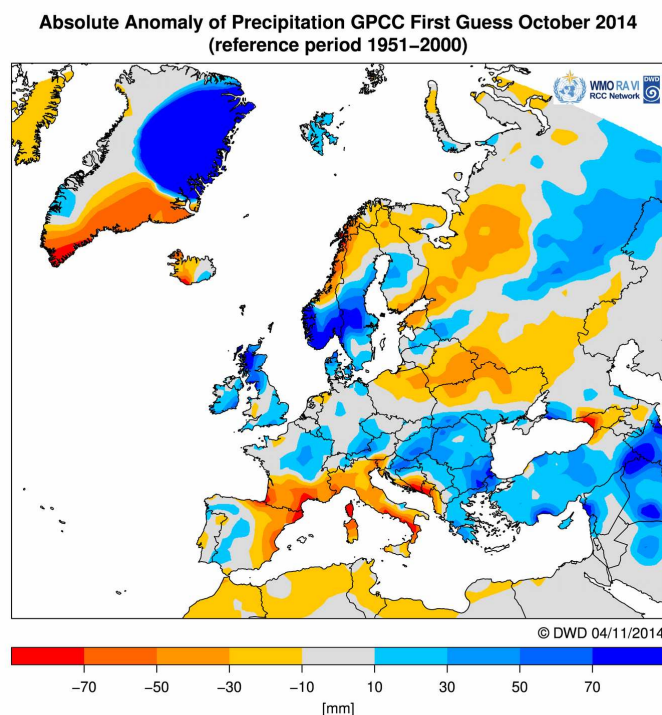 Absolute Anomaly of Precipitation GPCC First Guess October 2014
(reference period 1951−2000)
WMO RA VI
RCC Network
DWD
© DWD 04/11/2014
−70 −50 −30 −10 10 30 50 70
[mm]